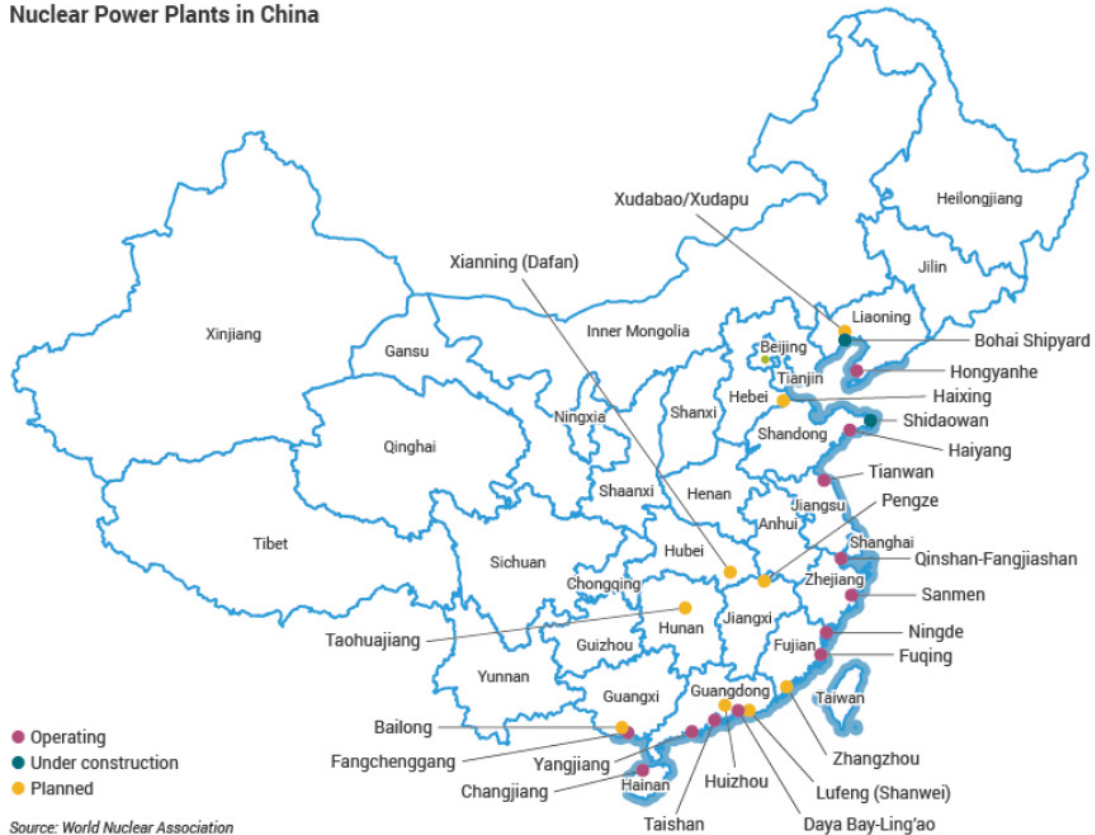 Nuclear Power Plants in China
Xudabao/Xudapu
Heilongjiang
Xianning (Dafan)
Jilin
Liaoning
Xinjiang
Inner Mongolia
Bohai Shipyard
Gansu
Beijing
Hongyanhe
Tianjin
Hebei
Haixing
Ningxia
Shanxi
Shidaowan
Shandong
Qinghai
Haiyang
Tianwan
Shaanxi
Henan
Pengze
Jiangsu
Anhui
Tibet
Shanghai
Hubei
Sichuan
Qinshan-Fangjiashan
Chongqing
Zhejiang
Sanmen
Jiangxi
Hunan
Ningde
Taohuajiang
Guizhou
Fujian
Fuqing
Yunnan
Guangxi
Guangdong
Taiwan
Bailong
Operating
Fangchenggang
Yangjiang
Zhangzhou
Under construction
Huizhou
Hainan
Planned
Changjiang
Lufeng (Shanwei)
Taishan
Daya Bay-Ling'ao
Source: World Nuclear Association